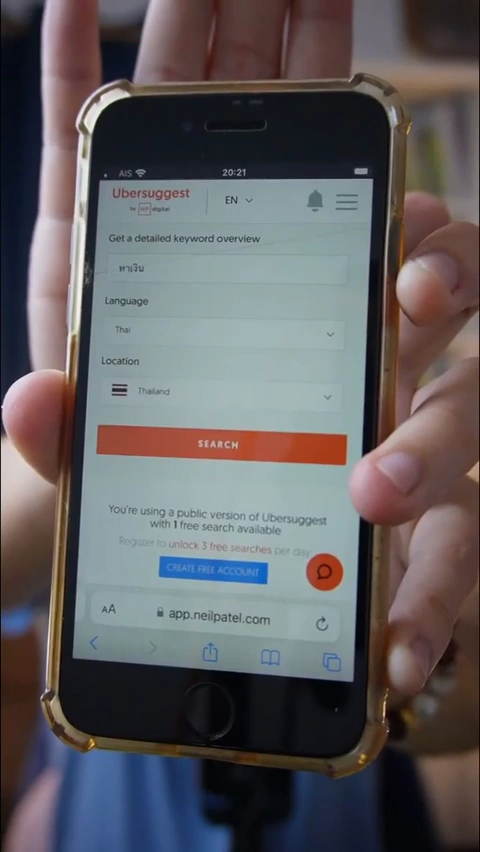 AIS 20:21
Ubersuggest
by NP digital
EN
Get a detailed keyword overview
หาเงิน
Language
Thai
Location
Thailand
SEARCH
You're using a public version of Ubersuggest
with 1 free search available
Register to unlock 3 free searches per day
CREATE FREE ACCOUNT
AA app.neilpatel.com